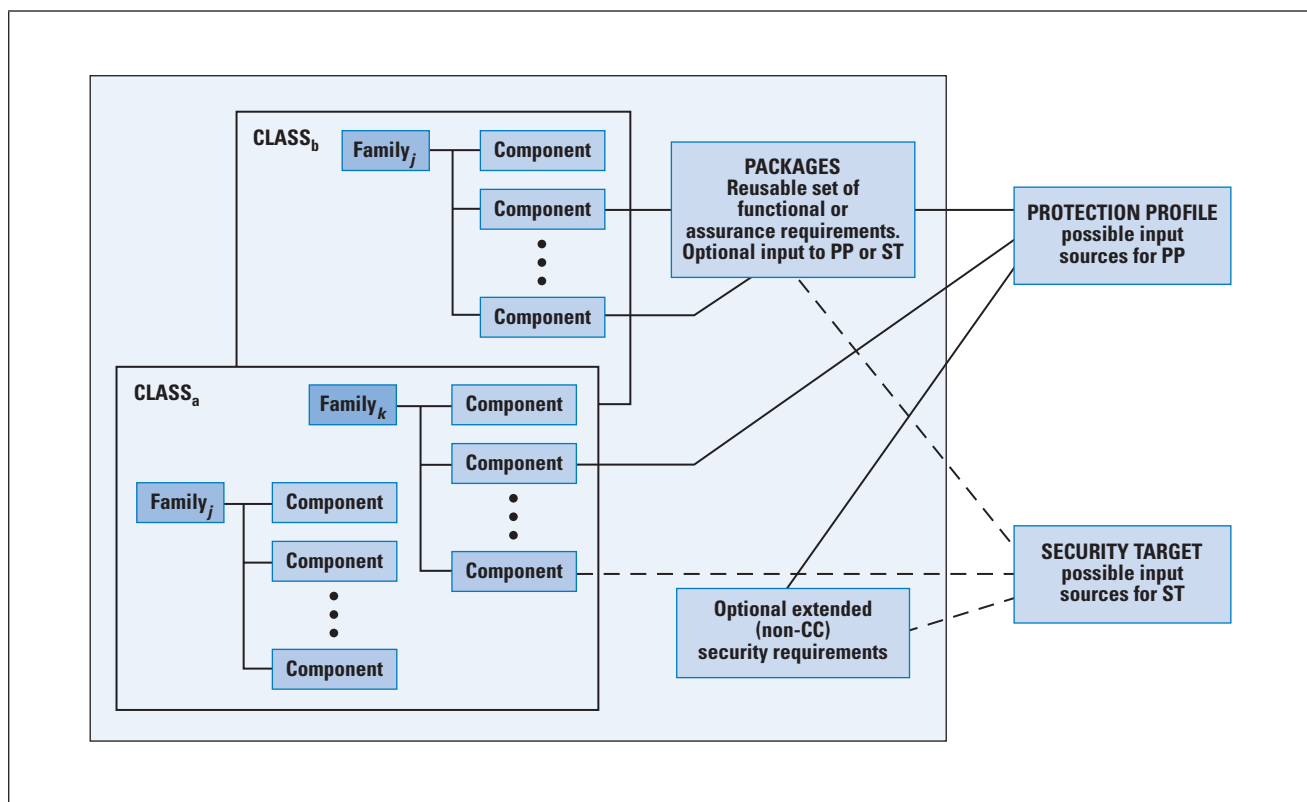 CLASSb
Familyj
Component
Component
Component
PACKAGES
Reusable set of
functional or
assurance requirements.
Optional input to PP or ST
PROTECTION PROFILE
possible input
sources for PP
CLASSa
Familyk
Component
Component
Component
Familyj
Component
Component
Component
Optional extended
(non-CC)
security requirements
SECURITY TARGET
possible input
sources for ST